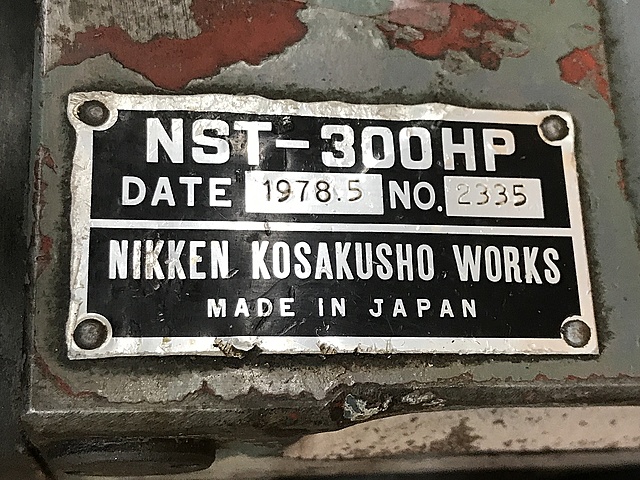 NST-300HP
DATE 1978.5 NO. 2335
NIKKEN KOSAKUSHO WORKS
MADE IN JAPAN